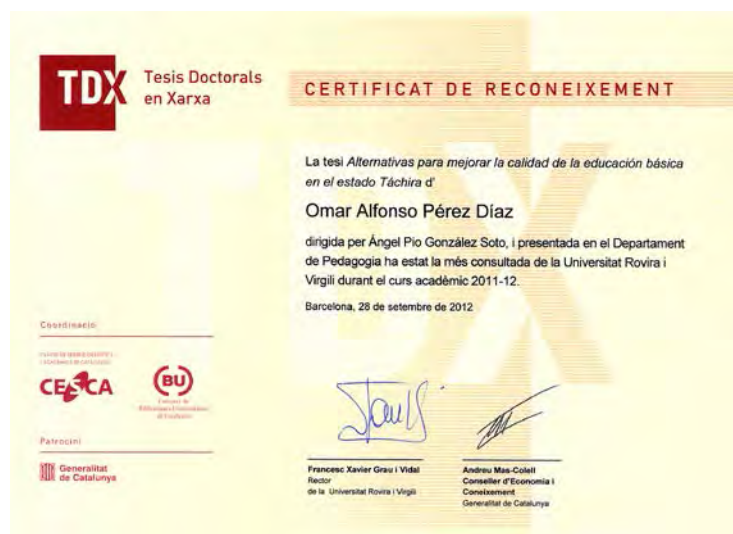 TDX
Tesis Doctorals
en Xarxa
CERTIFICAT DE RECONEIXEMENT
La tesi Alternativas para mejorar la calidad de la educación básica
en el estado Táchira d'
Omar Alfonso Pérez Díaz
dirigida per Ángel Pio González Soto, i presentada en el Departament
de Pedagogia ha estat la més consultada de la Universitat Rovira i
Virgili durant el curs acadèmic 2011-12.
Barcelona, 28 de setembre de 2012
Coordinació
CESCA
BU
Patrocini
Generalitat
de Catalunya
Francesc Xavier Grau i Vidal
Rector
de la Universitat Rovira i Virgili
Andreu Mas-Colell
Conseller d'Economia i
Coneixement
Generalitat de Catalunya